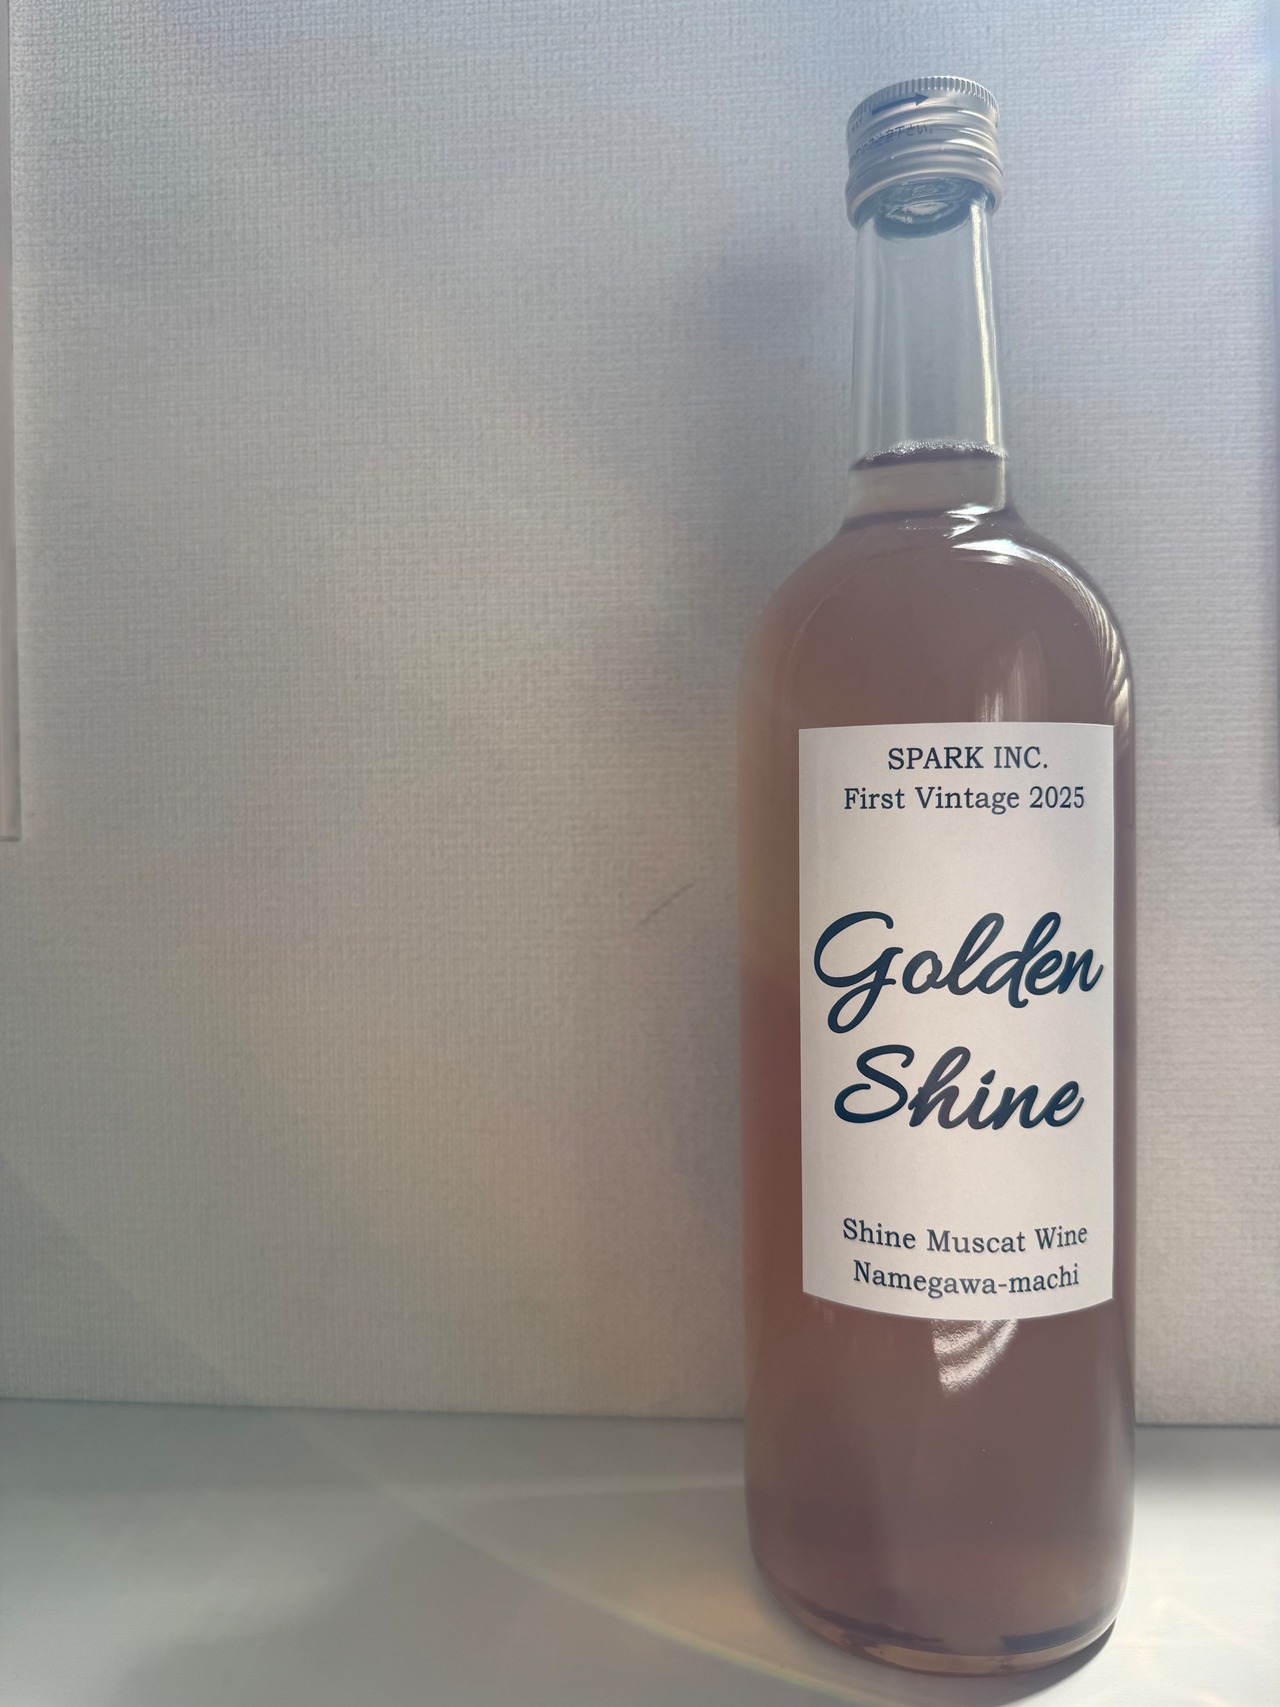 SPARK INC.
First Vintage 2025
Golden
Shine
Shine Muscat Wine
Namegawa-machi